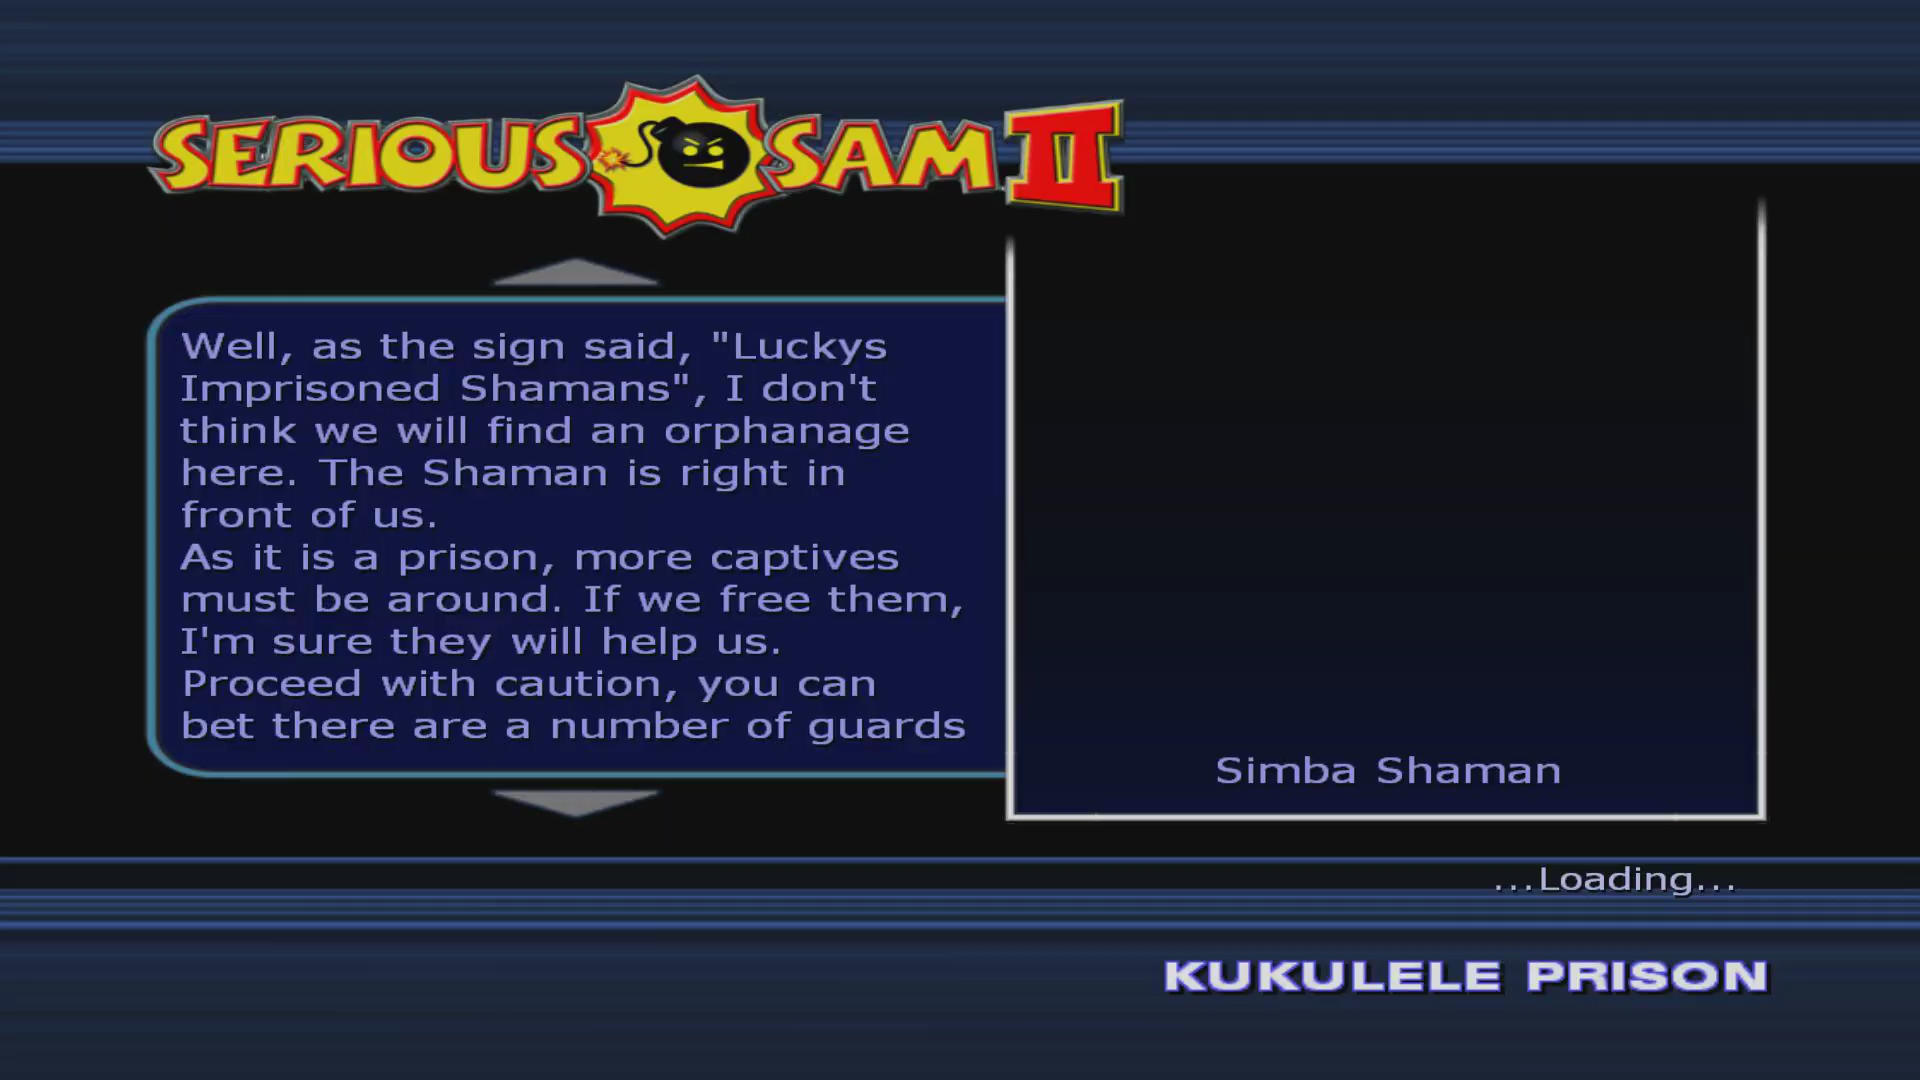 SERIOUS SAM II
Well, as the sign said, "Luckys
Imprisoned Shamans", I don't
think we will find an orphanage
here. The Shaman is right in
front of us.
As it is a prison, more captives
must be around. If we free them,
I'm sure they will help us.
Proceed with caution, you can
bet there are a number of guards
Simba Shaman
...Loading...
KUKULELE PRISON